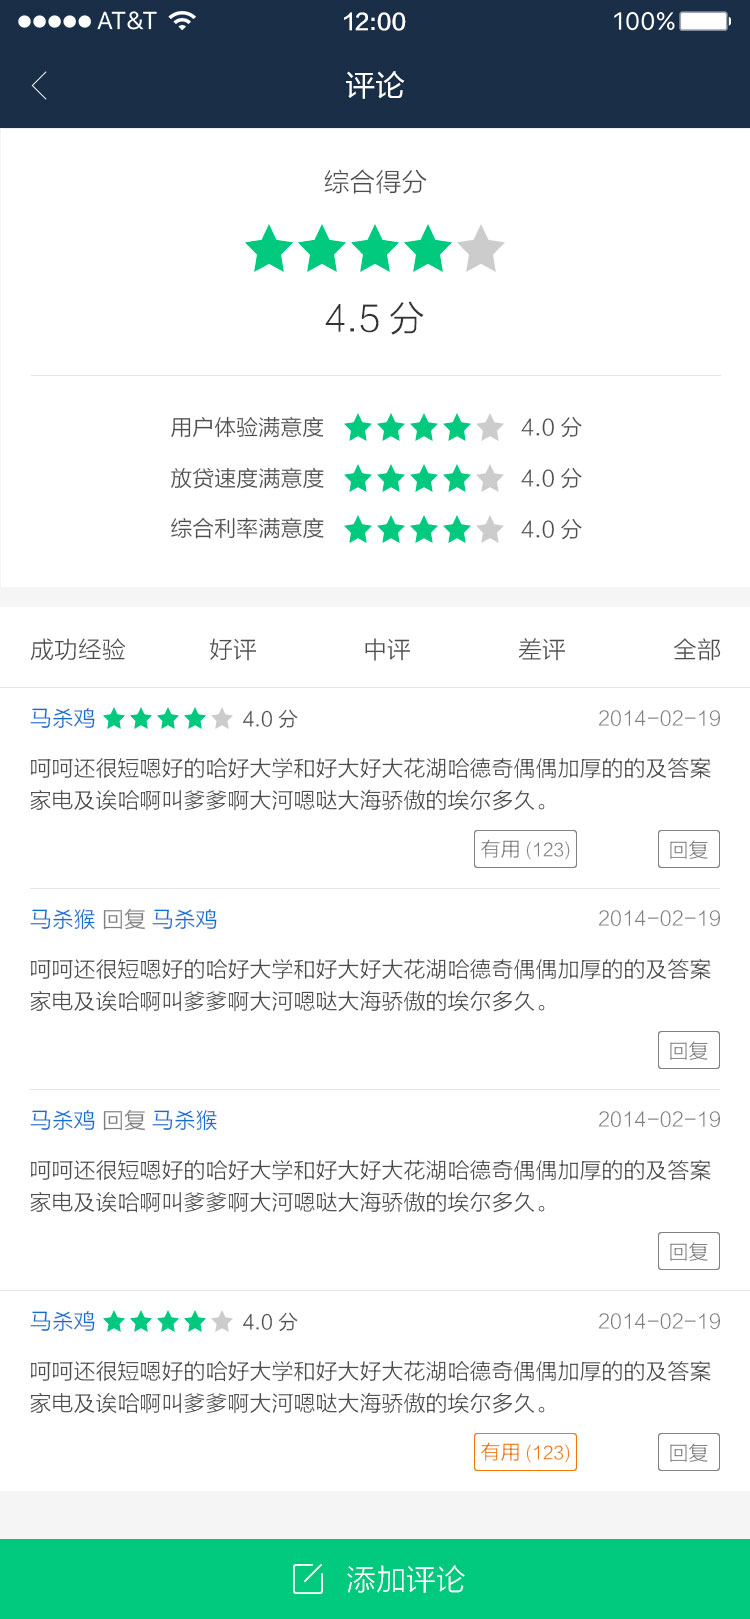 AT&T 12:00 100%
评论
综合得分
4.5 分
用户体验满意度 4.0 分
放贷速度满意度 4.0 分
综合利率满意度 4.0 分
成功经验 好评 中评 差评 全部
马杀鸡 4.0 分 2014-02-19
呵呵还很短嗯好的哈好大学和好大好大花湖哈德奇偶偶加厚的的及答案
家电及诶哈啊叫爹爹啊大河嗯哒大海骄傲的埃尔多久。
有用 (123) 回复
马杀猴 回复 马杀鸡 2014-02-19
呵呵还很短嗯好的哈好大学和好大好大花湖哈德奇偶偶加厚的的及答案
家电及诶哈啊叫爹爹啊大河嗯哒大海骄傲的埃尔多久。
回复
马杀鸡 回复 马杀猴 2014-02-19
呵呵还很短嗯好的哈好大学和好大好大花湖哈德奇偶偶加厚的的及答案
家电及诶哈啊叫爹爹啊大河嗯哒大海骄傲的埃尔多久。
回复
马杀鸡 4.0 分 2014-02-19
呵呵还很短嗯好的哈好大学和好大好大花湖哈德奇偶偶加厚的的及答案
家电及诶哈啊叫爹爹啊大河嗯哒大海骄傲的埃尔多久。
有用 (123) 回复
添加评论